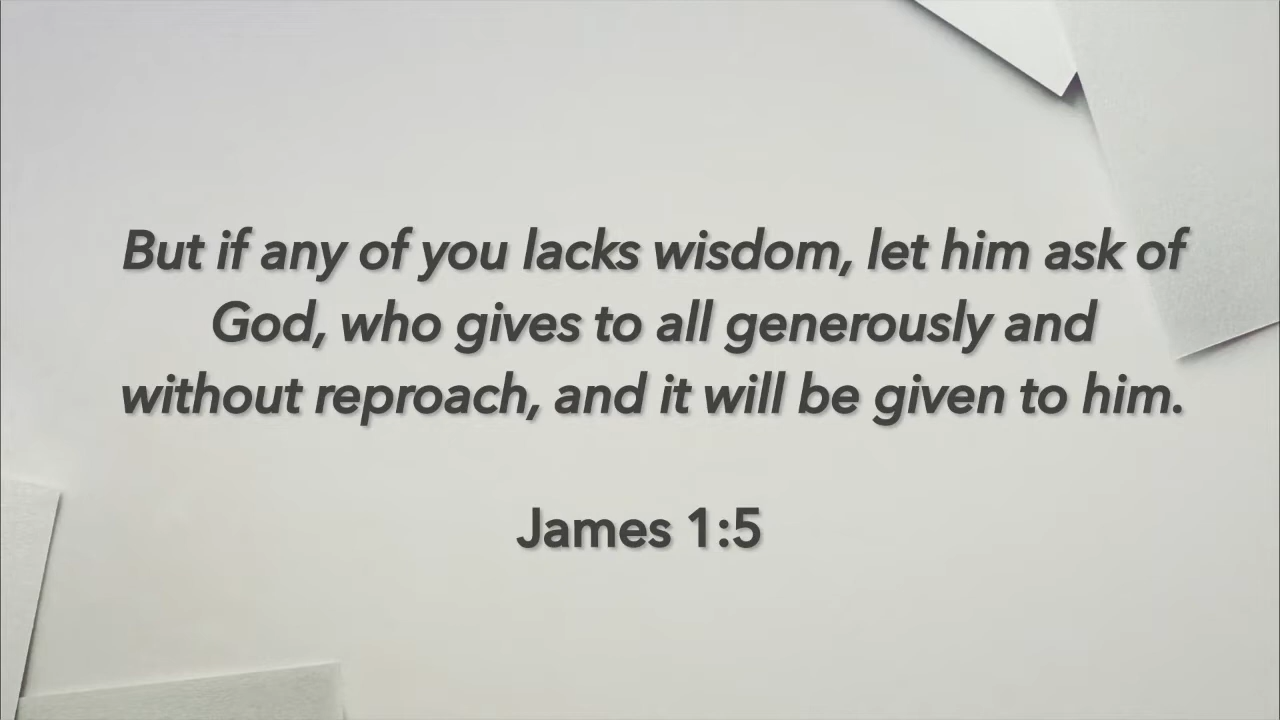 But if any of you lacks wisdom, let him ask of
God, who gives to all generously and
without reproach, and it will be given to him.
James 1:5